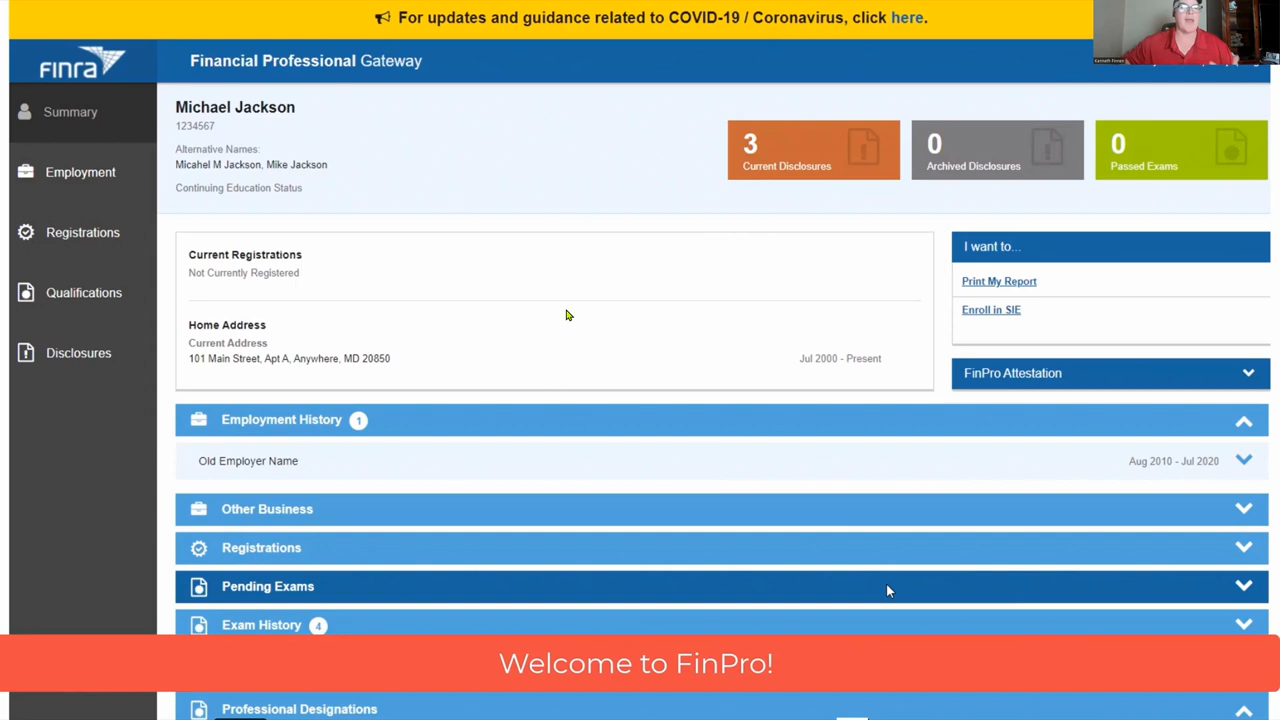 For updates and guidance related to COVID-19 / Coronavirus, click here.
Finra
Financial Professional Gateway
Summary
Employment
Registrations
Qualifications
Disclosures
Michael Jackson
1234567
Alternative Names:
Micahel M Jackson, Mike Jackson
Continuing Education Status
3
Current Disclosures
0
Archived Disclosures
0
Passed Exams
Current Registrations
Not Currently Registered
Home Address
Current Address
101 Main Street, Apt A, Anywhere, MD 20850
Jul 2000 - Present
I want to...
Print My Report
Enroll in SIE
FinPro Attestation
Employment History 1
Old Employer Name
Aug 2010 - Jul 2020
Other Business
Registrations
Pending Exams
Exam History 4
Welcome to FinPro!
Professional Designations